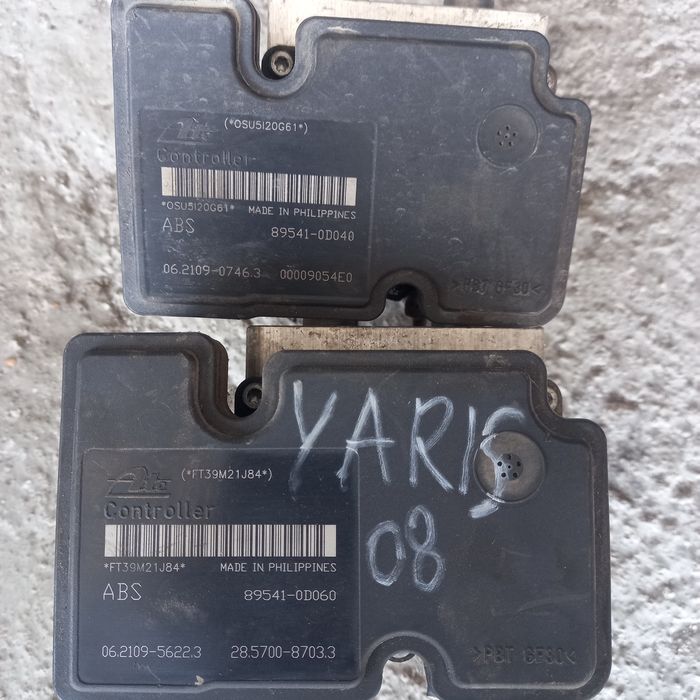 Ate (*OSU5I20G61*)
Controller
*OSU5I20G61* MADE IN PHILIPPINES
ABS 89541-0D040
06.2109-0746.3 00009054E0
>PBT GF30<
YARIS
08
Ate (*FT39M21J84*)
Controller
*FT39M21J84* MADE IN PHILIPPINES
ABS 89541-0D060
06.2109-5622.3 28.5700-8703.3
>PBT GF30<